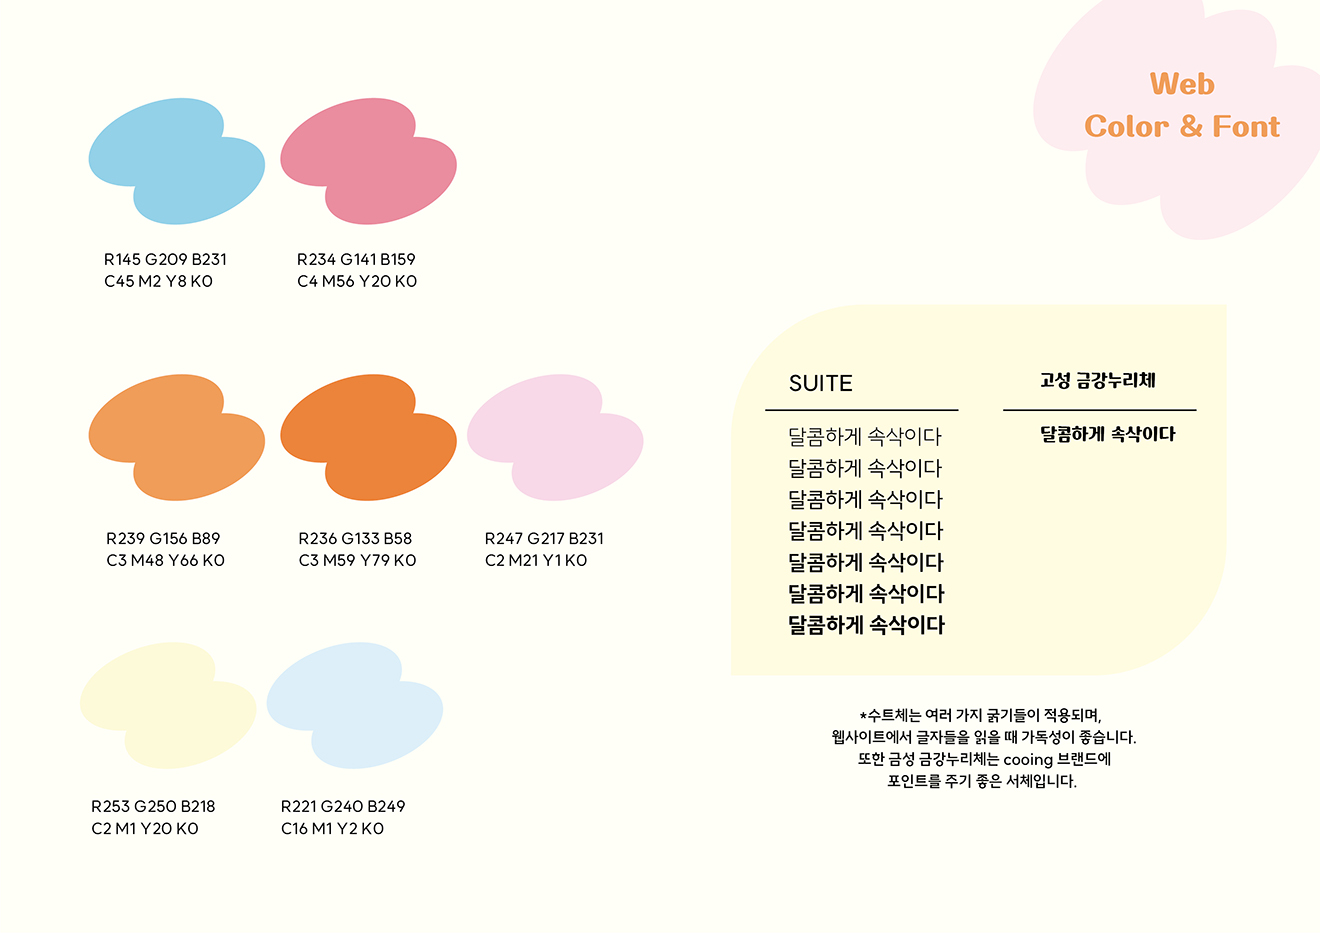 Web
Color & Font
R145 G209 B231
C45 M2 Y8 K0
R234 G141 B159
C4 M56 Y20 K0
R239 G156 B89
C3 M48 Y66 K0
R236 G133 B58
C3 M59 Y79 K0
R247 G217 B231
C2 M21 Y1 K0
R253 G250 B218
C2 M1 Y20 K0
R221 G240 B249
C16 M1 Y2 K0
SUITE
달콤하게 속삭이다
달콤하게 속삭이다
달콤하게 속삭이다
달콤하게 속삭이다
달콤하게 속삭이다
달콤하게 속삭이다
달콤하게 속삭이다
고성 금강누리체
달콤하게 속삭이다
*수트체는 여러 가지 굵기들이 적용되며,
웹사이트에서 글자들을 읽을 때 가독성이 좋습니다.
또한 금성 금강누리체는 cooing 브랜드에
포인트를 주기 좋은 서체입니다.